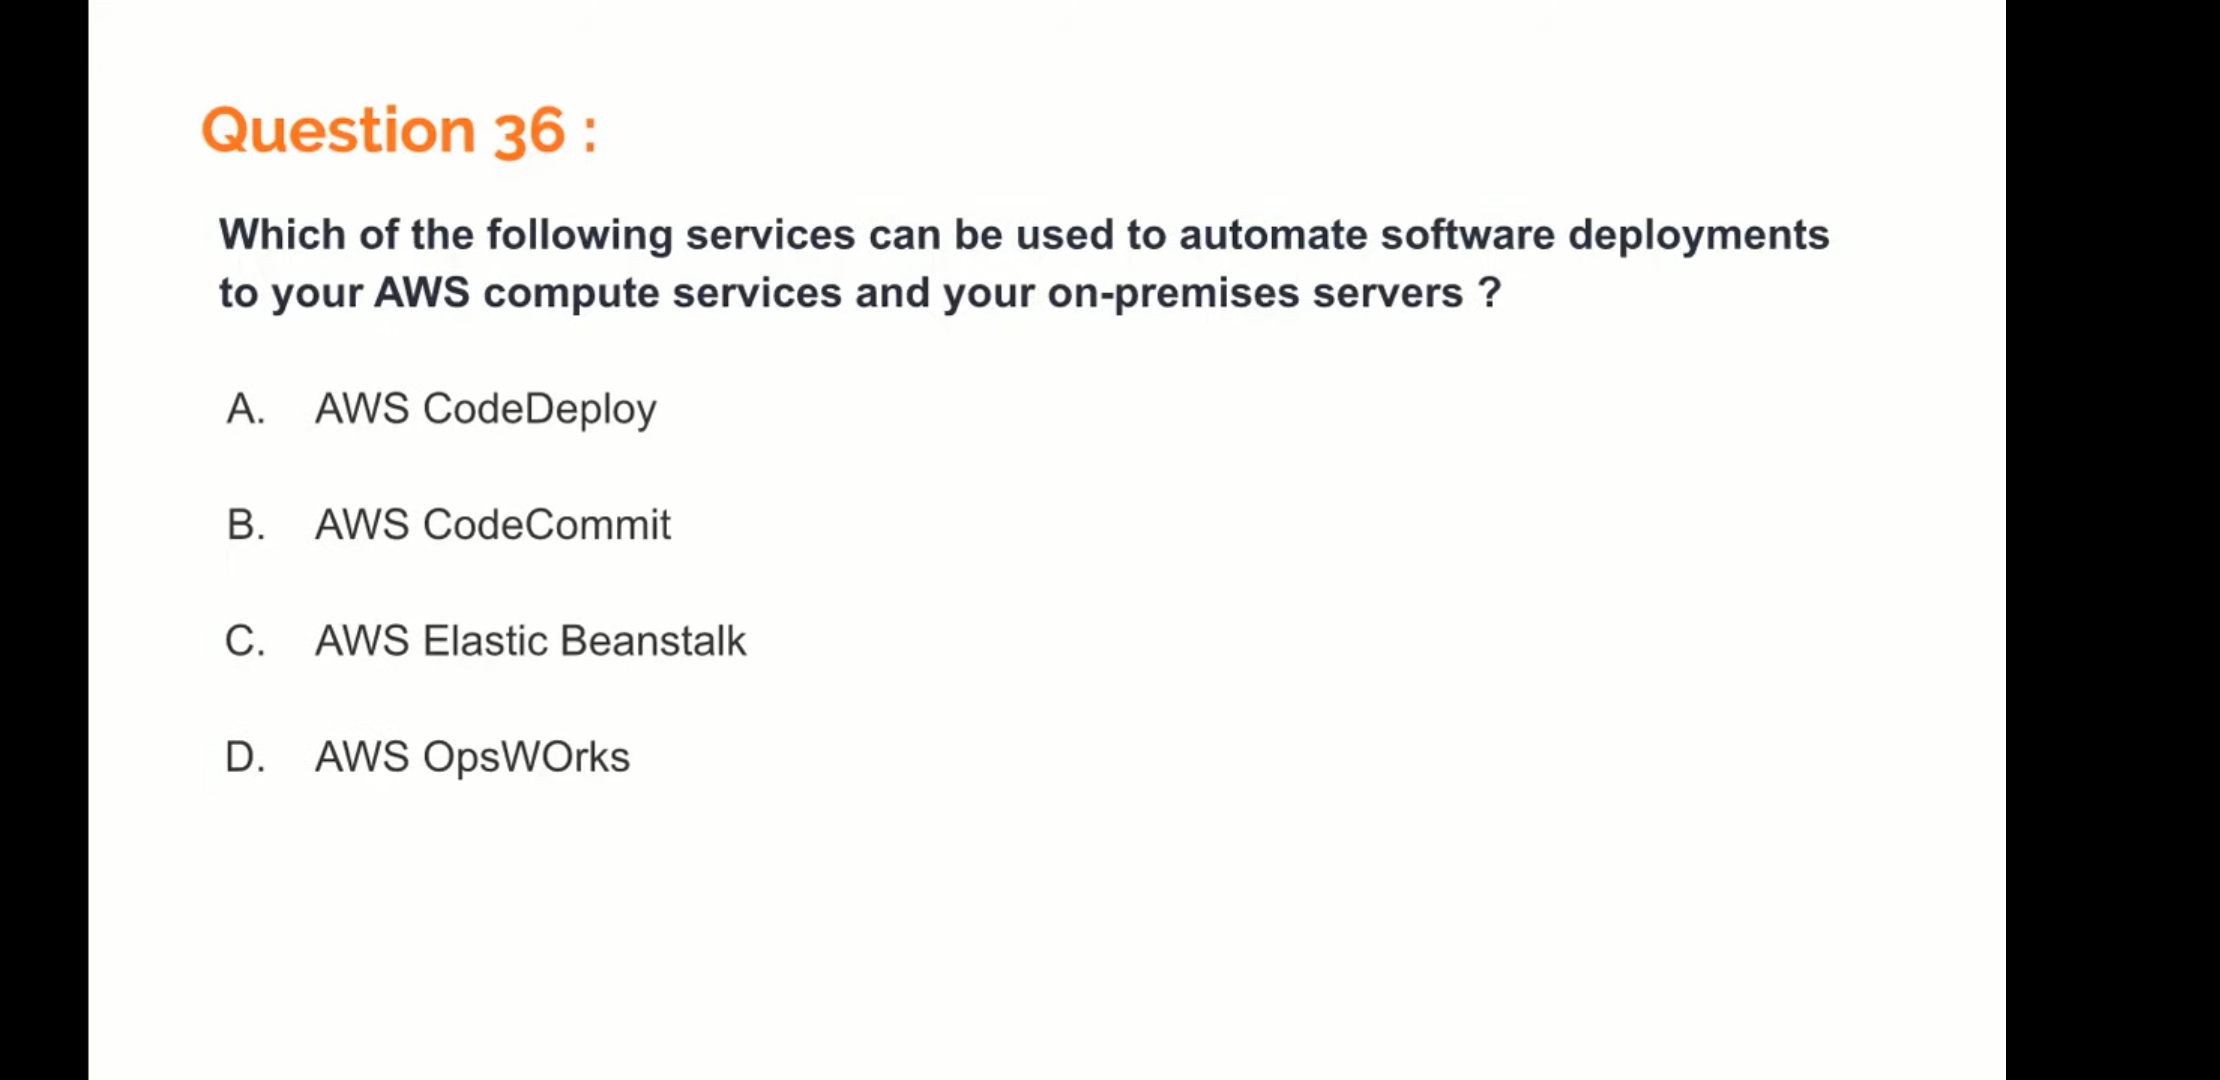 Question 36 :
Which of the following services can be used to automate software deployments
to your AWS compute services and your on-premises servers ?
A. AWS CodeDeploy
B. AWS CodeCommit
C. AWS Elastic Beanstalk
D. AWS OpsWOrks